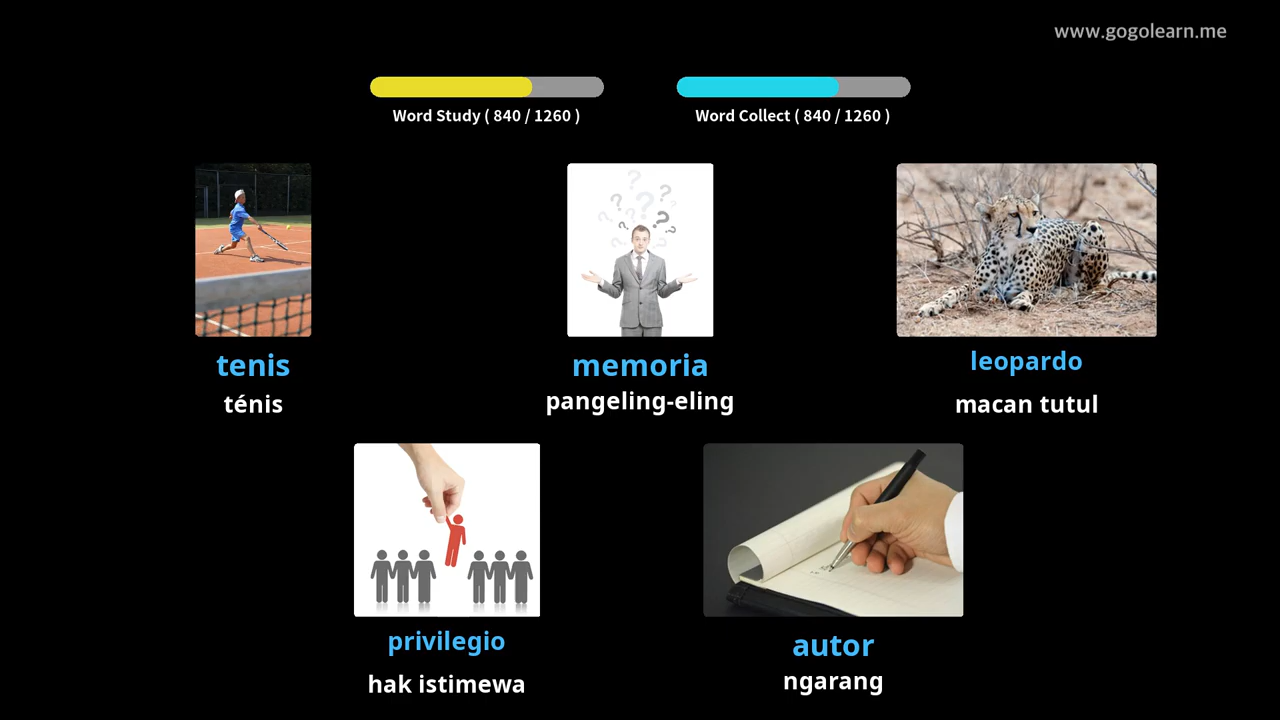 www.gogolearn.me
Word Study ( 840 / 1260 )
Word Collect ( 840 / 1260 )
tenis
ténis
memoria
pangeling-eling
leopardo
macan tutul
privilegio
hak istimewa
autor
ngarang